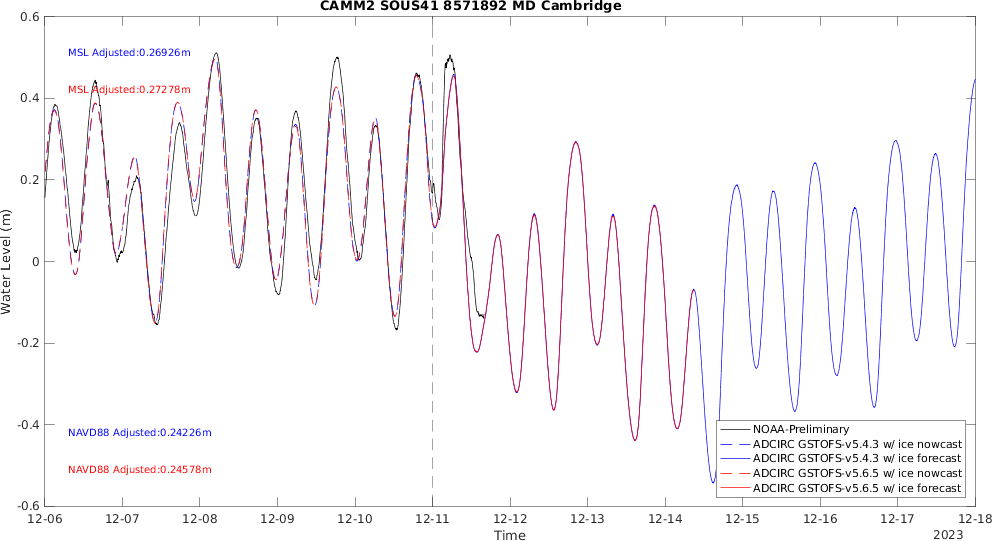 CAMM2 SOUS41 8571892 MD Cambridge
0.6
0.4
0.2
0
-0.2
-0.4
-0.6
Water Level (m)
MSL Adjusted:0.26926m
MSL Adjusted:0.27278m
NAVD88 Adjusted:0.24226m
NAVD88 Adjusted:0.24578m
NOAA-Preliminary
ADCIRC GSTOFS-v5.4.3 w/ ice nowcast
ADCIRC GSTOFS-v5.4.3 w/ ice forecast
ADCIRC GSTOFS-v5.6.5 w/ ice nowcast
ADCIRC GSTOFS-v5.6.5 w/ ice forecast
12-06 12-07 12-08 12-09 12-10 12-11 12-12 12-13 12-14 12-15 12-16 12-17 12-18
Time
2023